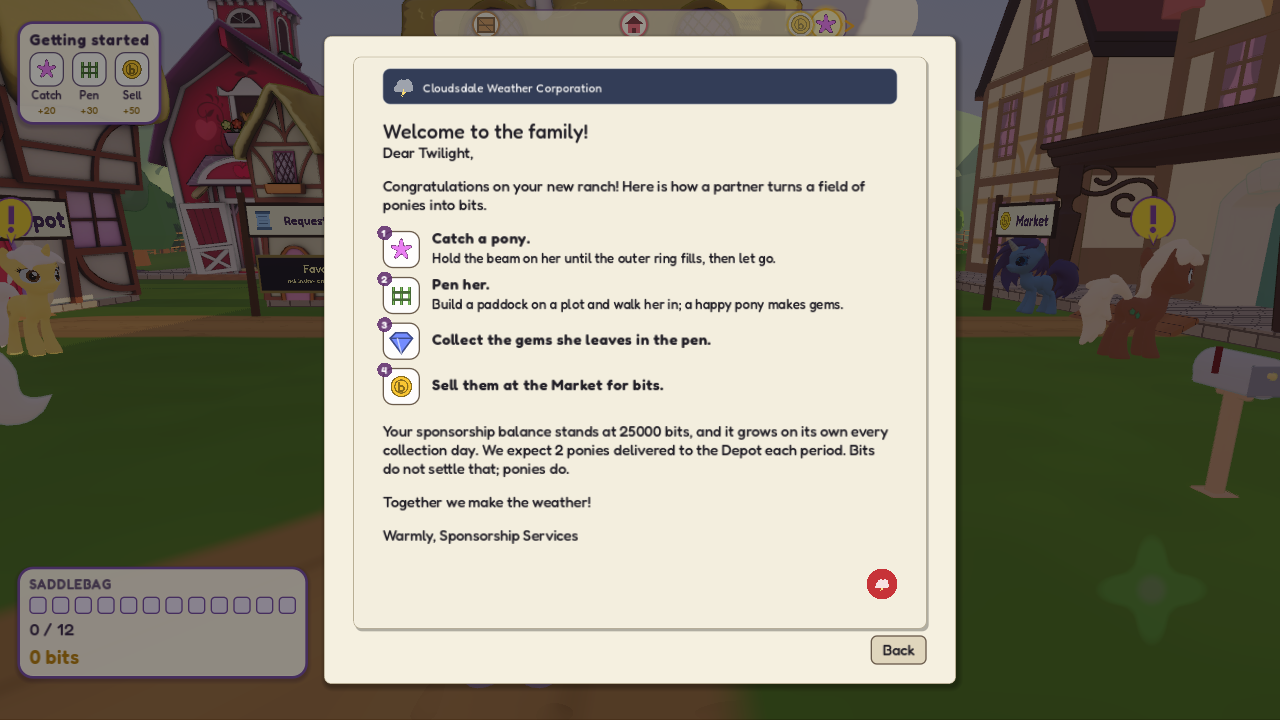 Getting started
Catch
Pen
Sell
+20
+30
+50
Cloudsdale Weather Corporation
Welcome to the family!
Dear Twilight,
Congratulations on your new ranch! Here is how a partner turns a field of
ponies into bits.
1
Catch a pony.
Hold the beam on her until the outer ring fills, then let go.
2
Pen her.
Build a paddock on a plot and walk her in; a happy pony makes gems.
3
Collect the gems she leaves in the pen.
4
Sell them at the Market for bits.
Your sponsorship balance stands at 25000 bits, and it grows on its own every
collection day. We expect 2 ponies delivered to the Depot each period. Bits
do not settle that; ponies do.
Together we make the weather!
Warmly, Sponsorship Services
Back
pot
Reques
Favo
Market
SADDLEBAG
0 / 12
0 bits